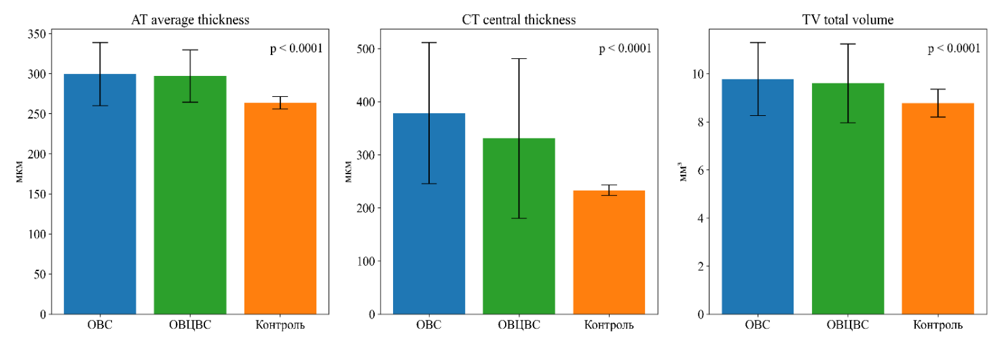 AT average thickness
p < 0.0001
350
300
250
200
150
100
50
0
мкм
ОВС ОВЦВС Контроль
CT central thickness
p < 0.0001
500
400
300
200
100
0
мкм
ОВС ОВЦВС Контроль
TV total volume
p < 0.0001
10
8
6
4
2
0
мм³
ОВС ОВЦВС Контроль